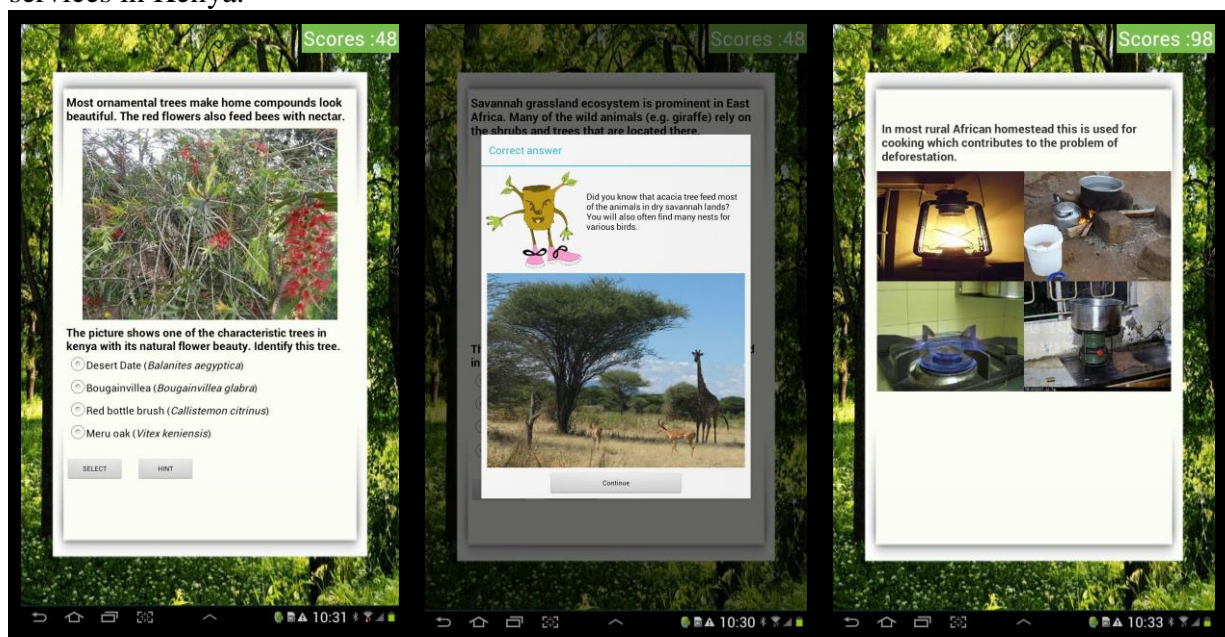 services in Kenya.
Scores :48
Most ornamental trees make home compounds look
beautiful. The red flowers also feed bees with nectar.
The picture shows one of the characteristic trees in
kenya with its natural flower beauty. Identify this tree.
Desert Date (Balanites aegyptica)
Bougainvillea (Bougainvillea glabra)
Red bottle brush (Callistemon citrinus)
Meru oak (Vitex keniensis)
SELECT HINT
10:31
Scores :48
Savannah grassland ecosystem is prominent in East
Africa. Many of the wild animals (e.g. giraffe) rely on
the shrubs and trees that are located there.
Correct answer
Did you know that acacia tree feed most
of the animals in dry savannah lands?
You will also often find many nests for
various birds.
Continue
10:30
Scores :98
In most rural African homestead this is used for
cooking which contributes to the problem of
deforestation.
10:33